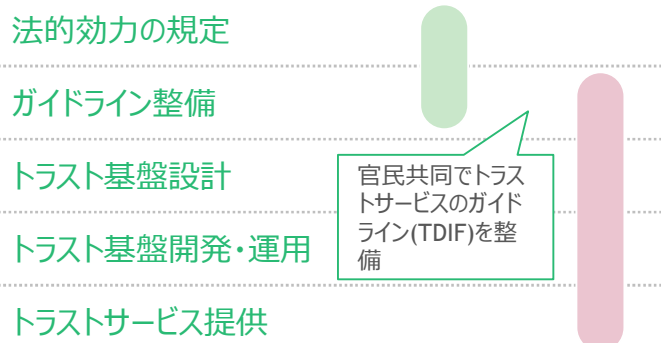 法的効力の規定
ガイドライン整備
トラスト基盤設計
官民共同でトラス
トサービスのガイド
ライン(TDIF)を整
備
トラスト基盤開発・運用
トラストサービス提供